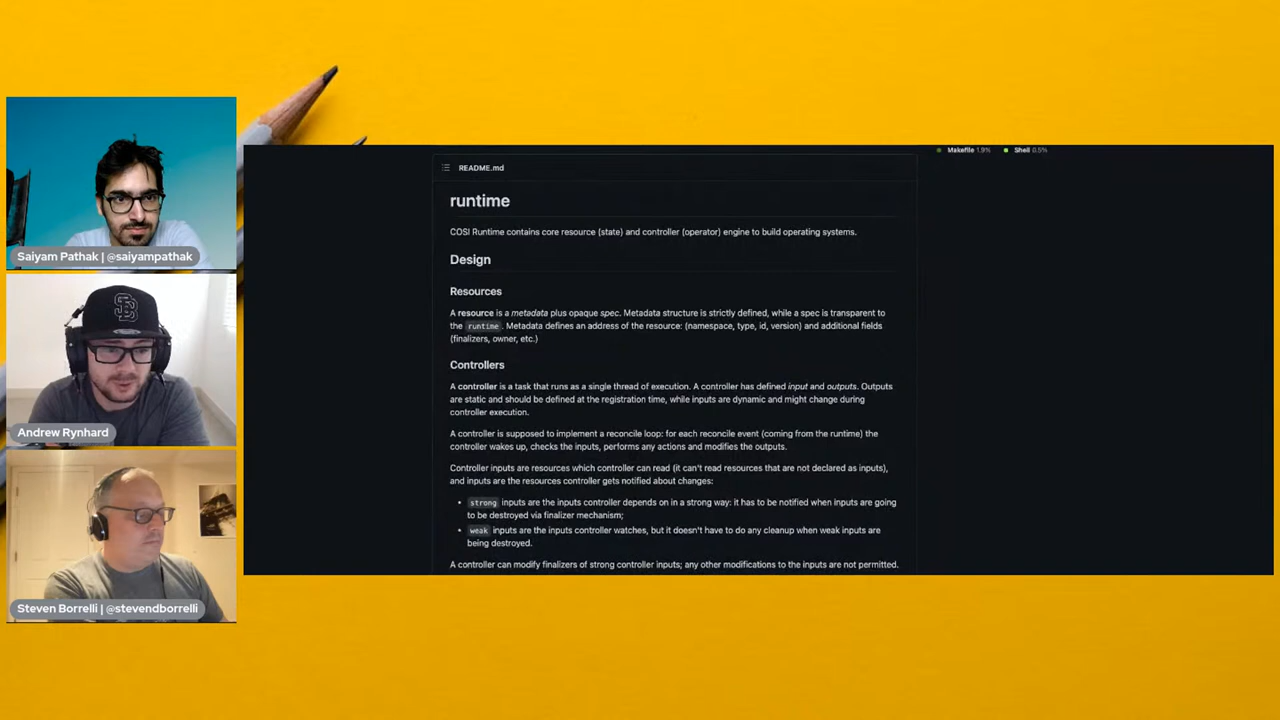 Saiyam Pathak | @saiyampathak
Andrew Rynhard
Steven Borrelli | @stevendborrelli
Makefile 1.9% Shell 0.5%
README.md
runtime
COSI Runtime contains core resource (state) and controller (operator) engine to build operating systems.
Design
Resources
A resource is a metadata plus opaque spec. Metadata structure is strictly defined, while a spec is transparent to
the runtime. Metadata defines an address of the resource: (namespace, type, id, version) and additional fields
(finalizers, owner, etc.)
Controllers
A controller is a task that runs as a single thread of execution. A controller has defined input and outputs. Outputs
are static and should be defined at the registration time, while inputs are dynamic and might change during
controller execution.
A controller is supposed to implement a reconcile loop: for each reconcile event (coming from the runtime) the
controller wakes up, checks the inputs, performs any actions and modifies the outputs.
Controller inputs are resources which controller can read (it can't read resources that are not declared as inputs),
and inputs are the resources controller gets notified about changes:
• strong inputs are the inputs controller depends on in a strong way: it has to be notified when inputs are going
to be destroyed via finalizer mechanism;
• weak inputs are the inputs controller watches, but it doesn't have to do any cleanup when weak inputs are
being destroyed.
A controller can modify finalizers of strong controller inputs; any other modifications to the inputs are not permitted.